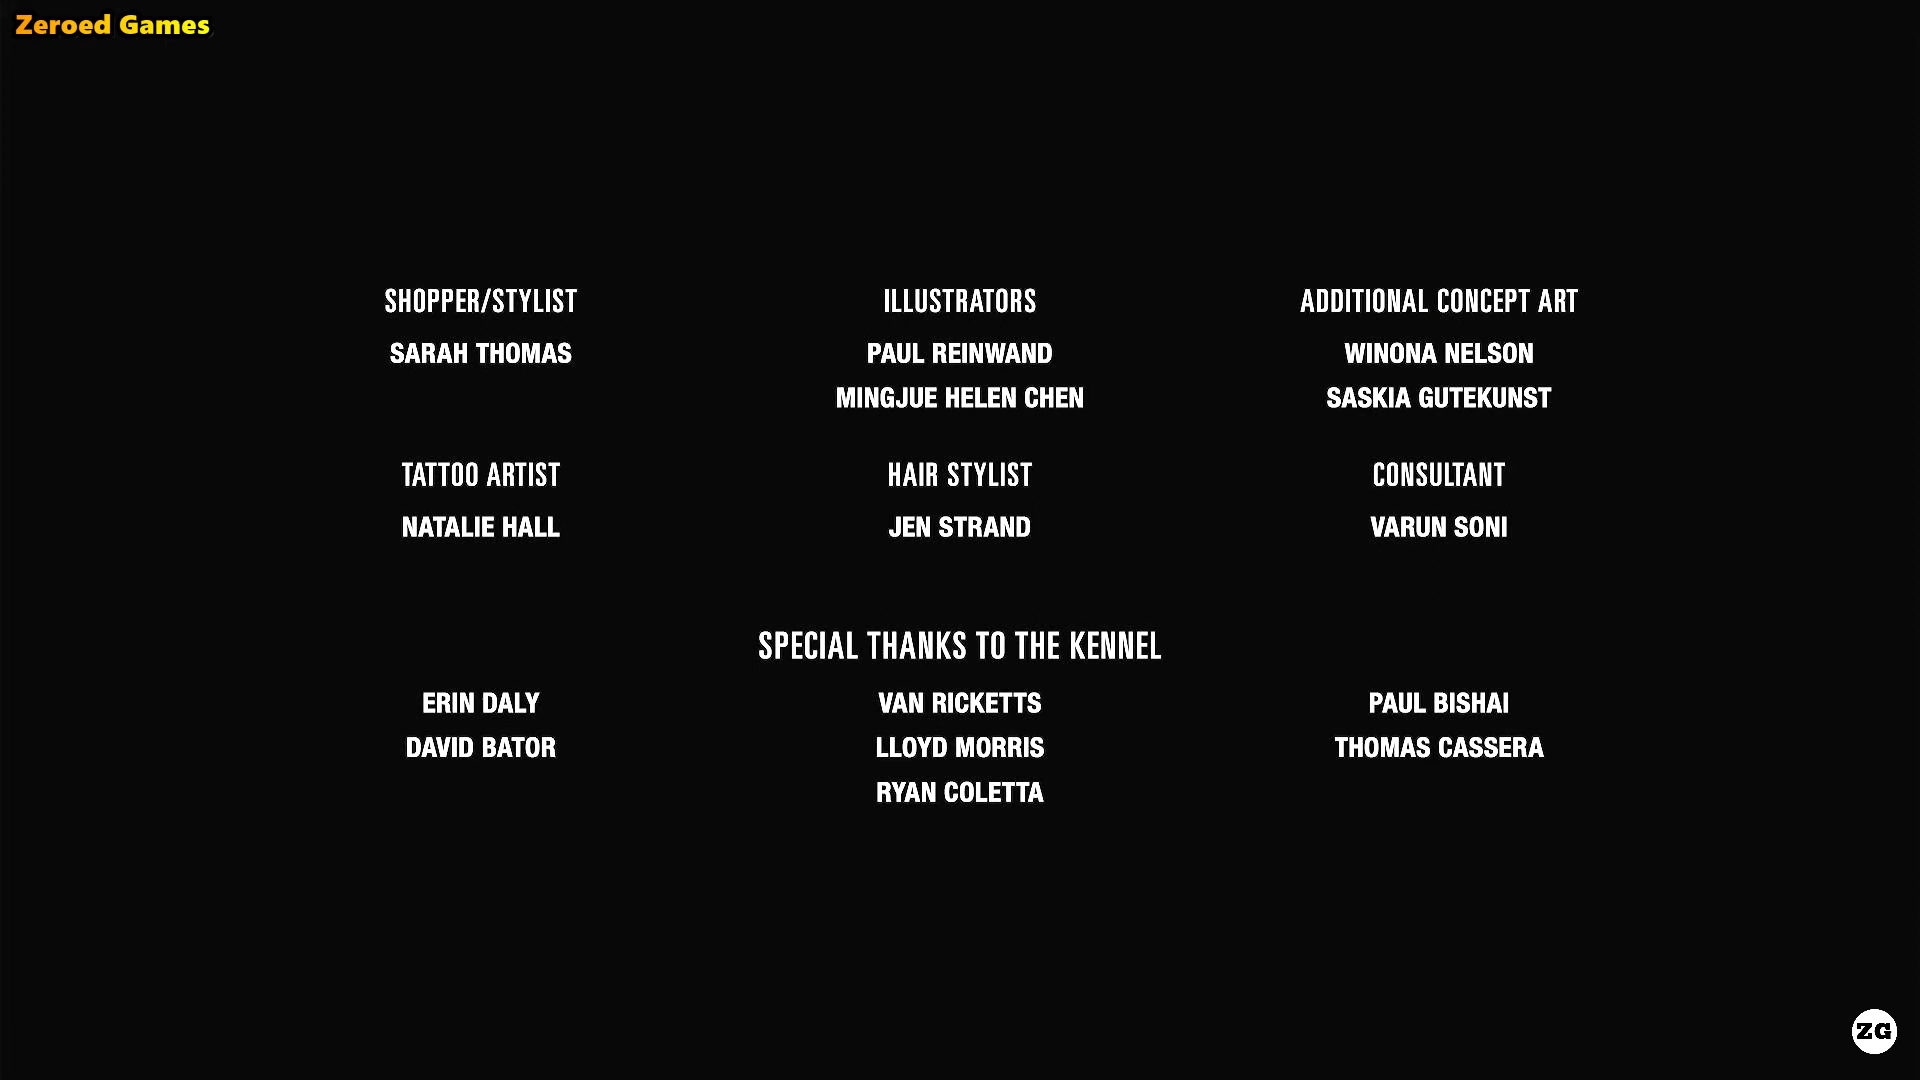 Zeroed Games
SHOPPER/STYLIST
SARAH THOMAS
ILLUSTRATORS
PAUL REINWAND
MINGJUE HELEN CHEN
ADDITIONAL CONCEPT ART
WINONA NELSON
SASKIA GUTEKUNST
TATTOO ARTIST
NATALIE HALL
HAIR STYLIST
JEN STRAND
CONSULTANT
VARUN SONI
SPECIAL THANKS TO THE KENNEL
ERIN DALY
DAVID BATOR
VAN RICKETTS
LLOYD MORRIS
RYAN COLETTA
PAUL BISHAI
THOMAS CASSERA
ZG